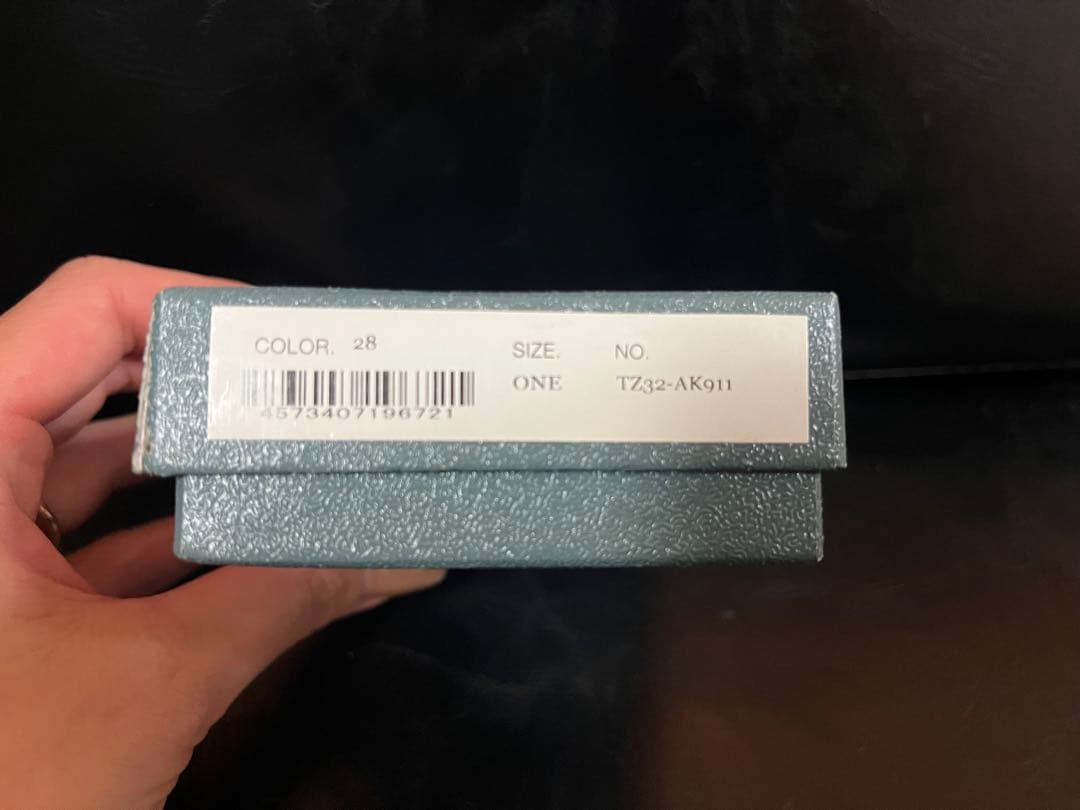 COLOR. 28
4573407196721
SIZE.
ONE
NO.
TZ32-AK911